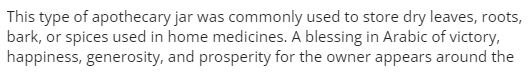 This type of apothecary jar was commonly used to store dry leaves, roots,
bark, or spices used in home medicines. A blessing in Arabic of victory,
happiness, generosity, and prosperity for the owner appears around the